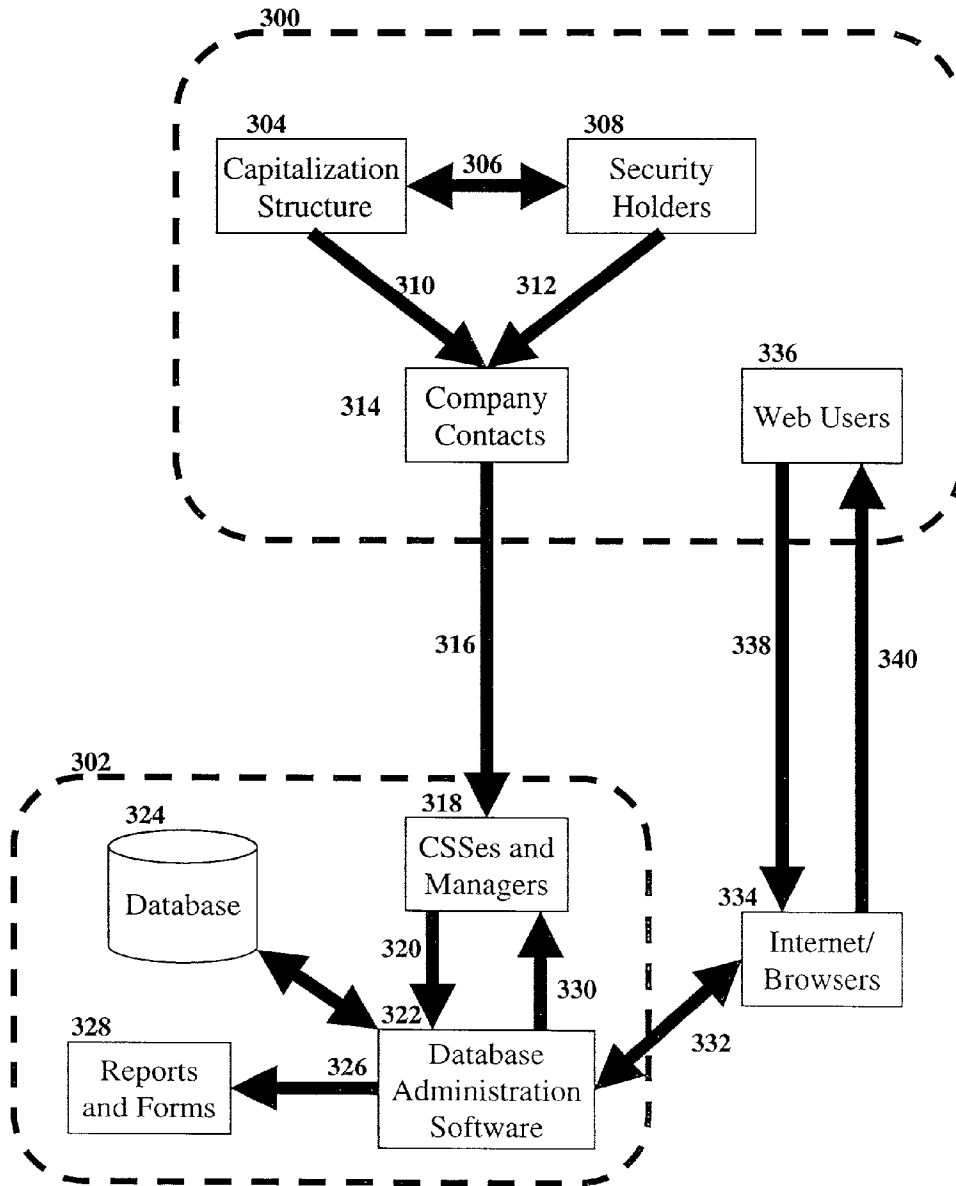 300
304
308
Capitalization
Structure
306
Security
Holders
310
312
314
Company
Contacts
336
Web Users
316
338
340
302
324
318
CSSes and
Managers
Database
320
330
334
Internet/
Browsers
322
332
328
Reports
and Forms
326
Database
Administration
Software